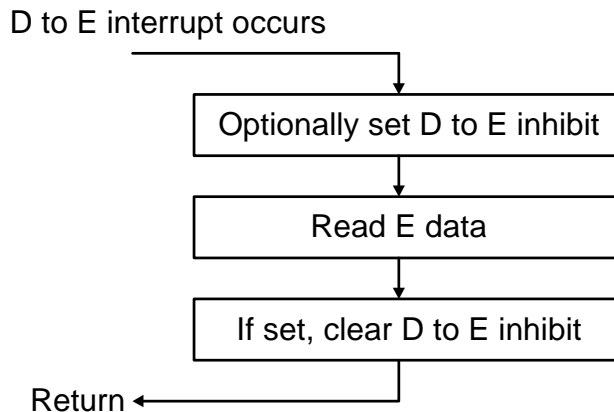 D to E interrupt occurs
Optionally set D to E inhibit
Read E data
If set, clear D to E inhibit
Return